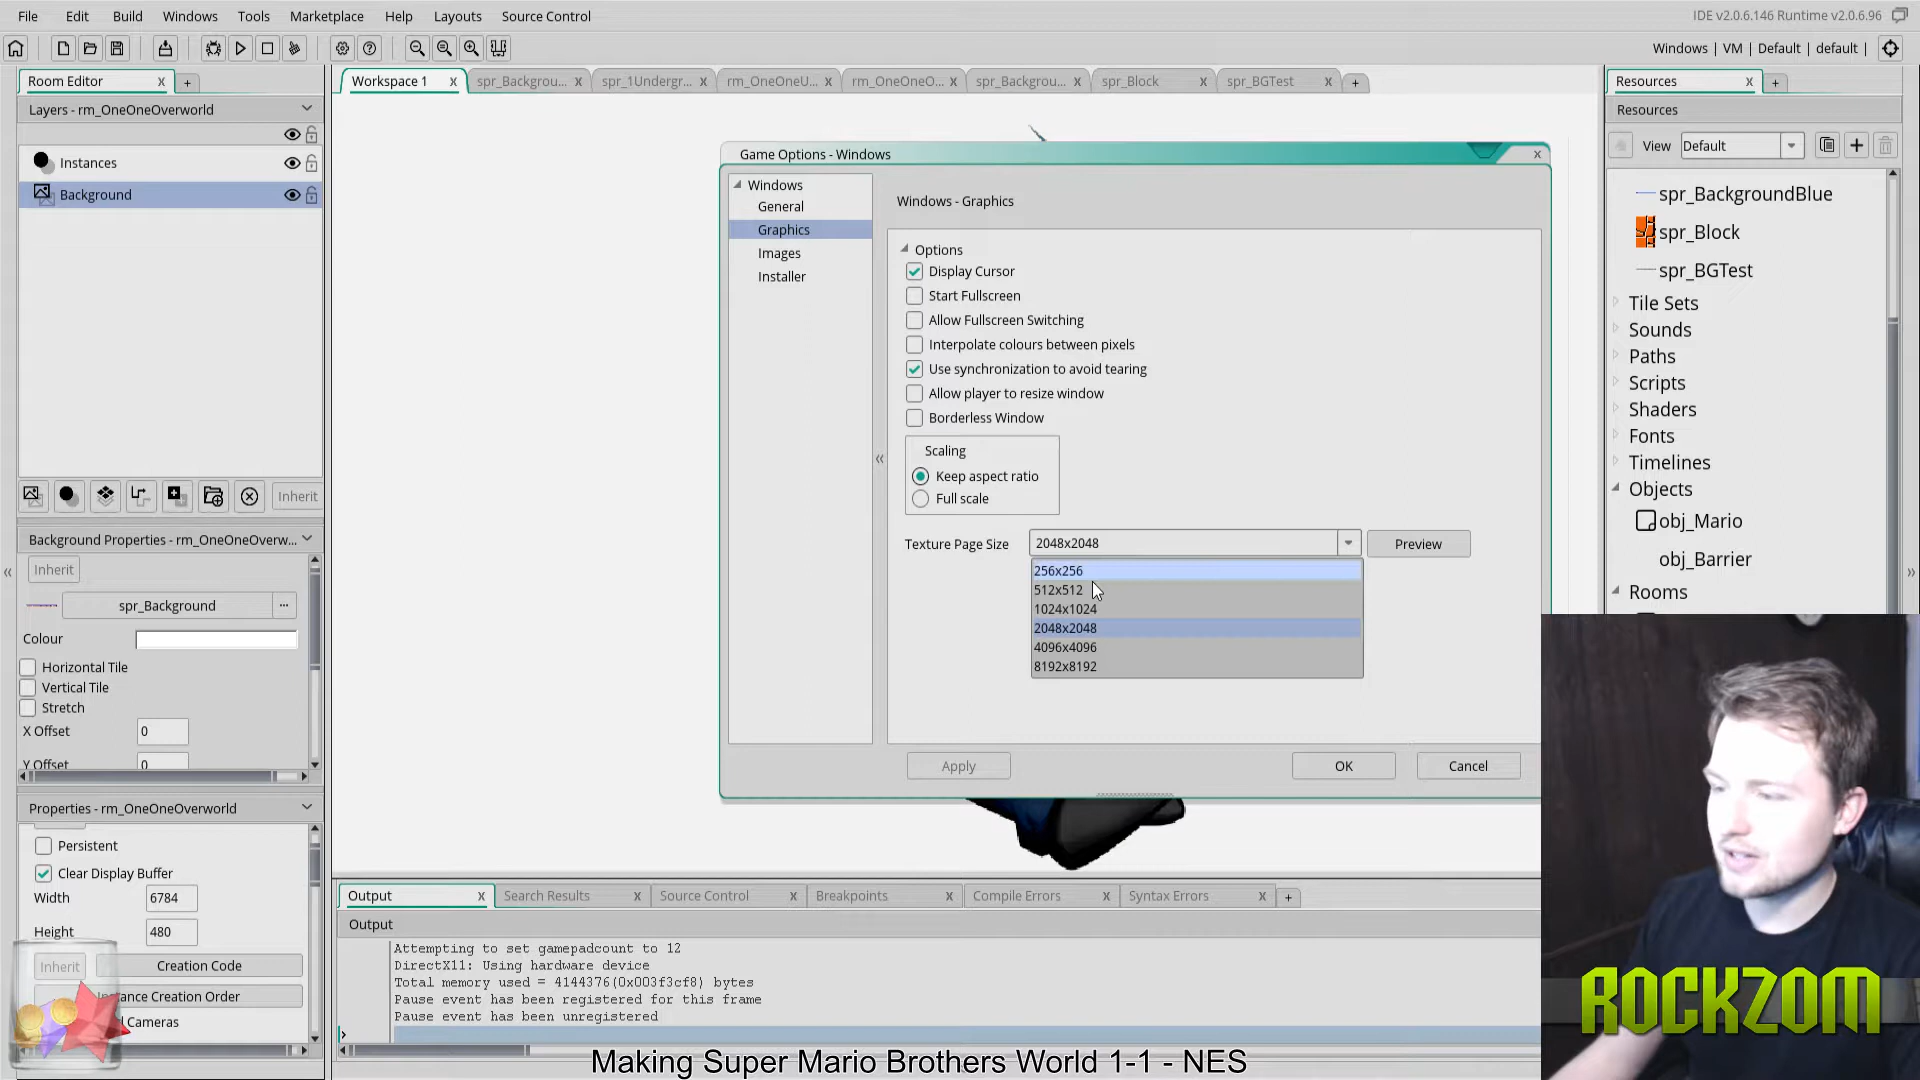 File Edit Build Windows Tools Marketplace Help Layouts Source Control
IDE v2.0.6.146 Runtime v2.0.6.96
Windows | VM | Default | default |
Room Editor x +
Layers - rm_OneOneOverworld
Instances
Background
Inherit
Background Properties - rm_OneOneOverw...
Inherit
spr_Background ...
Colour
Horizontal Tile
Vertical Tile
Stretch
X Offset 0
Y Offset 0
Properties - rm_OneOneOverworld
Persistent
Clear Display Buffer
Width 6784
Height 480
Inherit Creation Code
nstance Creation Order
Cameras
Workspace 1 x spr_Backgrou... x spr_1Undergr... x rm_OneOneU... x rm_OneOneO... x spr_Backgrou... x spr_Block x spr_BGTest x +
Game Options - Windows x
Windows
General
Graphics
Images
Installer
Windows - Graphics
Options
Display Cursor
Start Fullscreen
Allow Fullscreen Switching
Interpolate colours between pixels
Use synchronization to avoid tearing
Allow player to resize window
Borderless Window
Scaling
Keep aspect ratio
Full scale
Texture Page Size 2048x2048 Preview
256x256
512x512
1024x1024
2048x2048
4096x4096
8192x8192
Apply OK Cancel
Output x Search Results x Source Control x Breakpoints x Compile Errors x Syntax Errors x +
Output
Attempting to set gamepadcount to 12
DirectX11: Using hardware device
Total memory used = 4144376(0x003f3cf8) bytes
Pause event has been registered for this frame
Pause event has been unregistered
Resources x +
Resources
View Default
spr_BackgroundBlue
spr_Block
spr_BGTest
Tile Sets
Sounds
Paths
Scripts
Shaders
Fonts
Timelines
Objects
obj_Mario
obj_Barrier
Rooms
ROCKZOM
Making Super Mario Brothers World 1-1 - NES